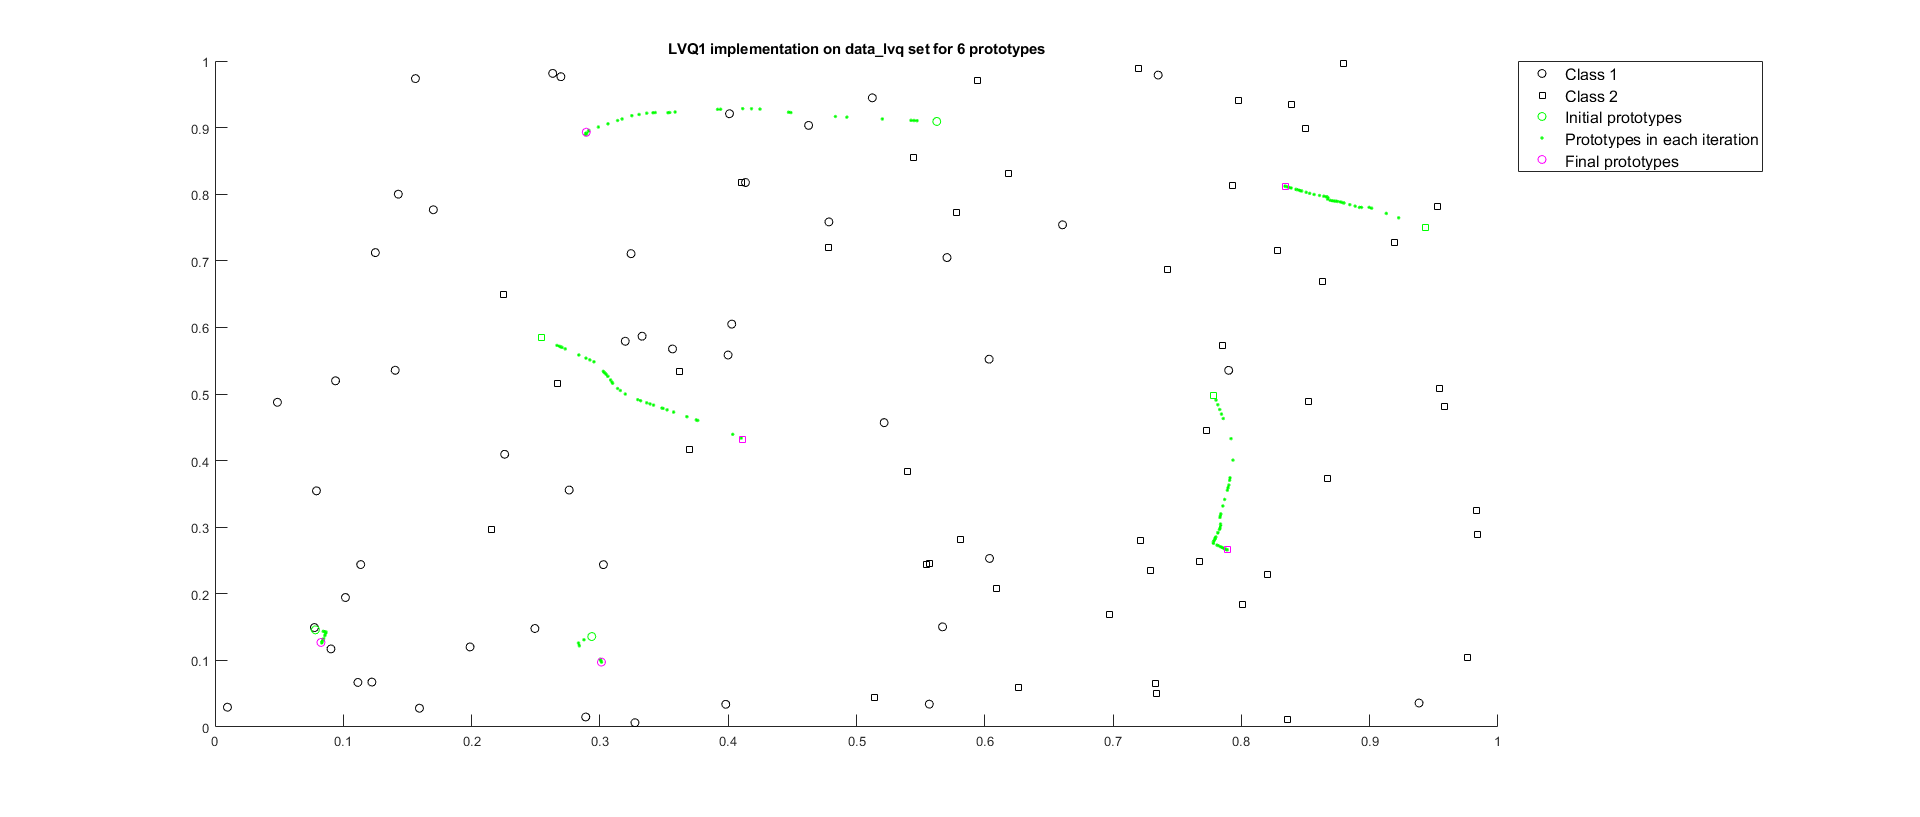 LVQ1 implementation on data_lvq set for 6 prototypes
1
0.9
0.8
0.7
0.6
0.5
0.4
0.3
0.2
0.1
0
0 0.1 0.2 0.3 0.4 0.5 0.6 0.7 0.8 0.9 1
Class 1
Class 2
Initial prototypes
Prototypes in each iteration
Final prototypes